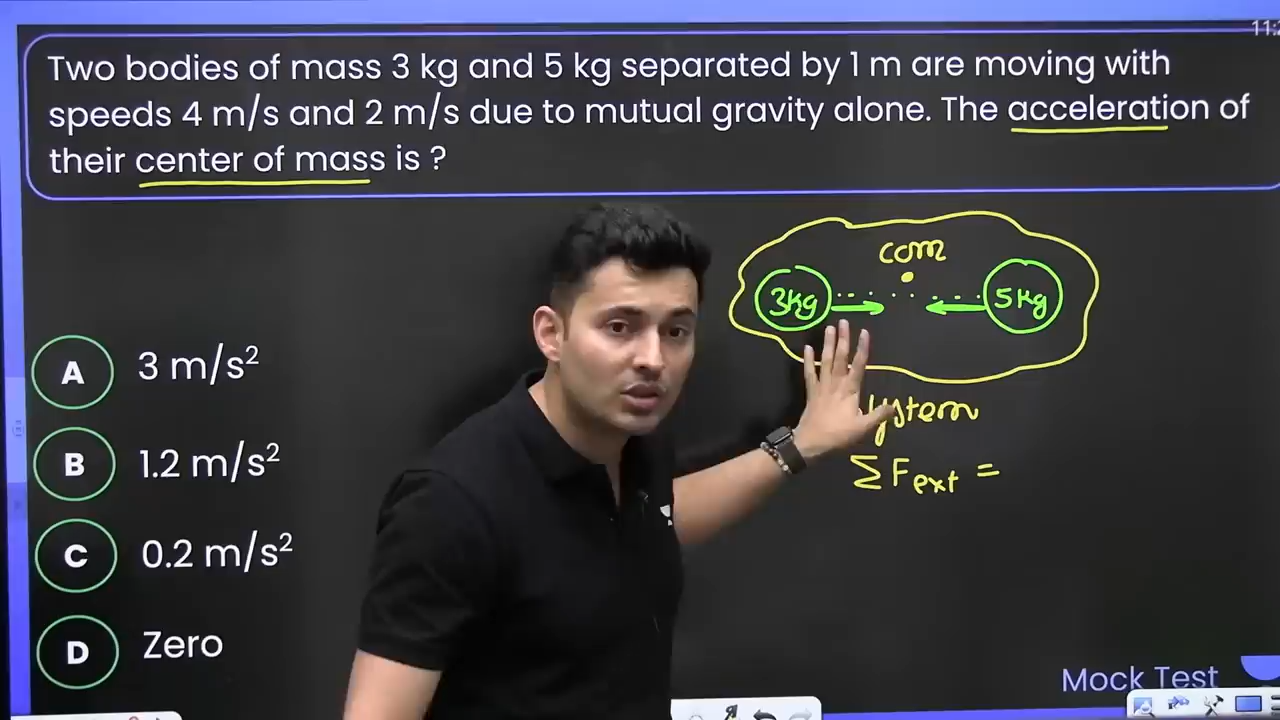 Two bodies of mass 3 kg and 5 kg separated by 1 m are moving with
speeds 4 m/s and 2 m/s due to mutual gravity alone. The acceleration of
their center of mass is ?
com
3kg
5kg
ystem
ΣFext =
A 3 m/s²
B 1.2 m/s²
C 0.2 m/s²
D Zero
Mock Test